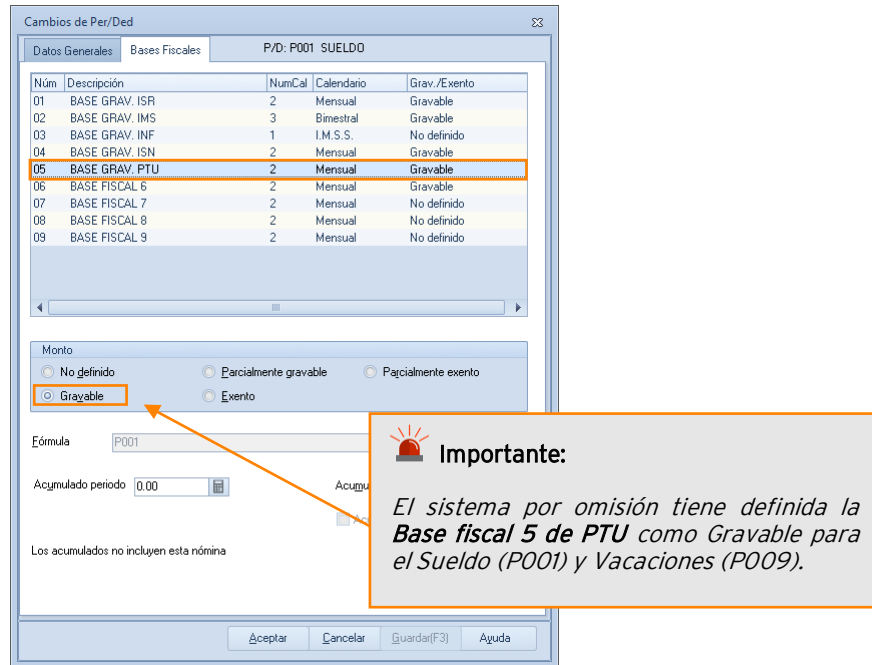 Cambios de Per/Ded
Datos Generales Bases Fiscales P/D: P001 SUELDO
Núm Descripción NumCal Calendario Grav./Exento
01 BASE GRAV. ISR 2 Mensual Gravable
02 BASE GRAV. IMS 3 Bimestral Gravable
03 BASE GRAV. INF 1 I.M.S.S. No definido
04 BASE GRAV. ISN 2 Mensual Gravable
05 BASE GRAV. PTU 2 Mensual Gravable
06 BASE FISCAL 6 2 Mensual Gravable
07 BASE FISCAL 7 2 Mensual No definido
08 BASE FISCAL 8 2 Mensual No definido
09 BASE FISCAL 9 2 Mensual No definido
Monto
No definido Parcialmente gravable Parcialmente exento
Gravable Exento
Fórmula P001
Acumulado periodo 0.00 Acumu
Los acumulados no incluyen esta nómina
Importante:
El sistema por omisión tiene definida la
Base fiscal 5 de PTU como Gravable para
el Sueldo (P001) y Vacaciones (P009).
Aceptar Cancelar Guardar(F3) Ayuda